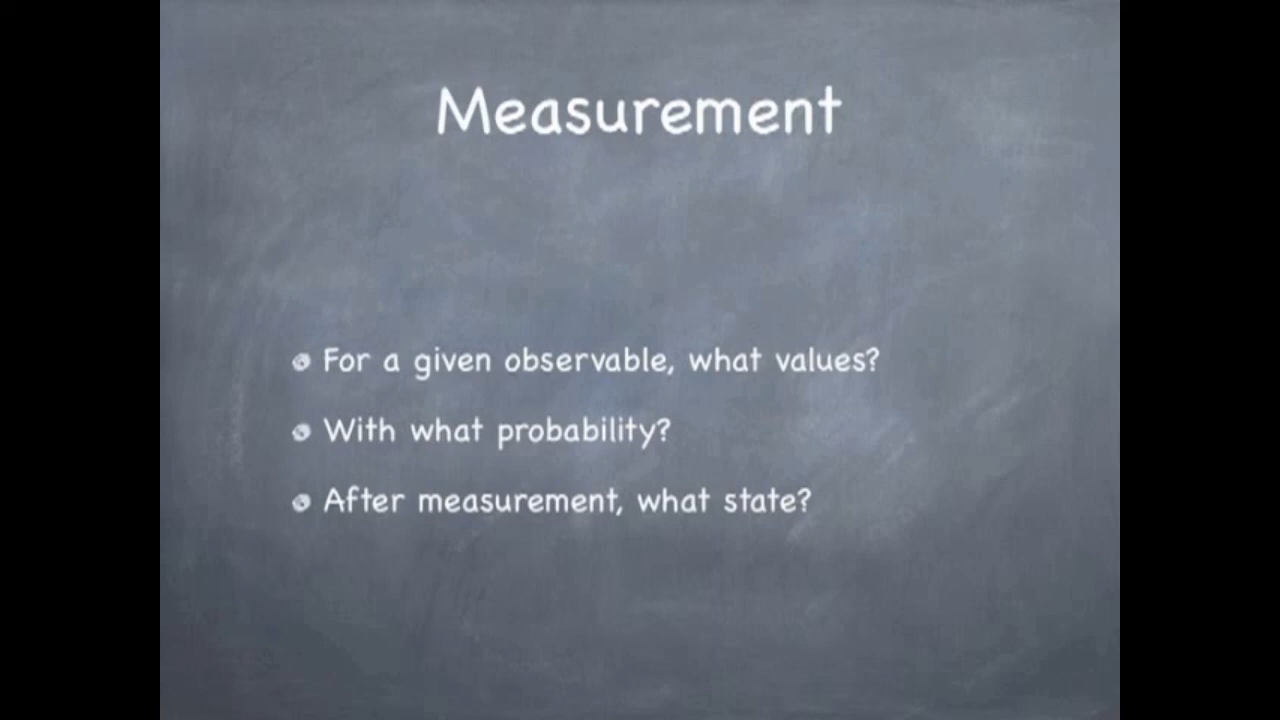 Measurement
For a given observable, what values?
With what probability?
After measurement, what state?